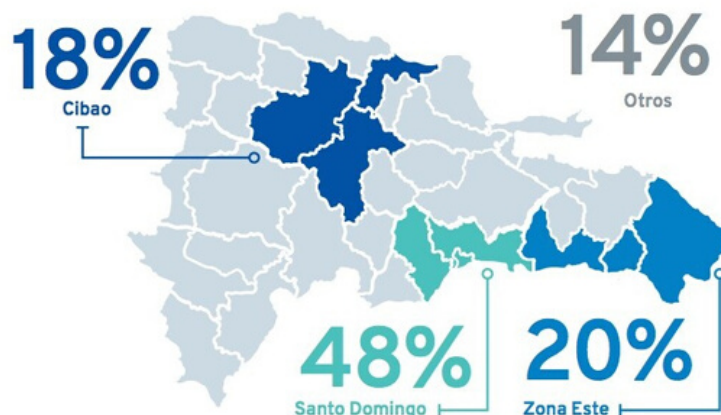 18%
Cibao
14%
Otros
48%
Santo Domingo
20%
Zona Este